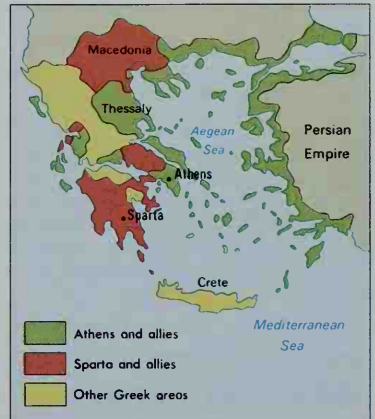 Macedonia
Thessaly
Aegean
Sea
Persian
Empire
Athens
Sparta
Crete
Mediterranean
Sea
Athens and allies
Sparta and allies
Other Greek areas